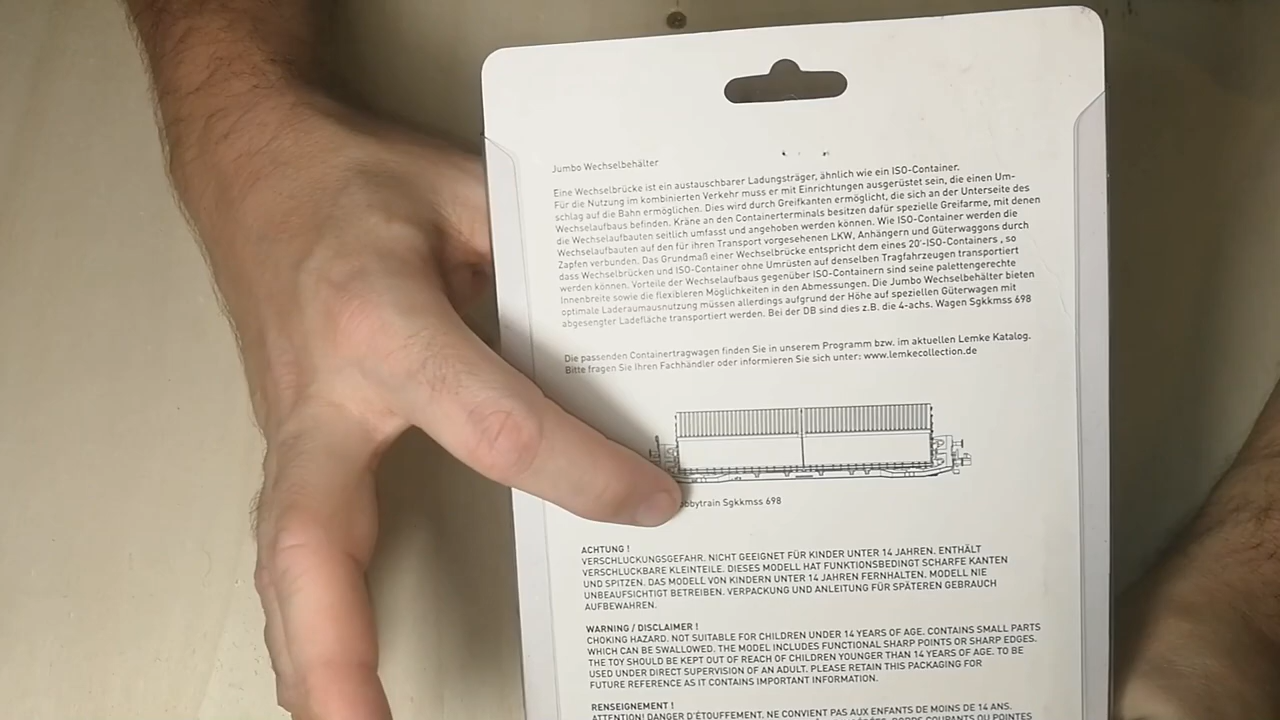 Jumbo Wechselbehälter
Eine Wechselbrücke ist ein austauschbarer Ladungsträger, ähnlich wie ein ISO-Container.
Für die Nutzung im kombinierten Verkehr muss er mit Einrichtungen ausgerüstet sein, die einen Um-
schlag auf die Bahn ermöglichen. Dies wird durch Greifkanten ermöglicht, die sich an der Unterseite des
Wechselaufbaus befinden. Kräne an den Containerterminals besitzen dafür spezielle Greifarme, mit denen
die Wechselaufbauten seitlich umfasst und angehoben werden können. Wie ISO-Container werden die
Wechselaufbauten auf den für ihren Transport vorgesehenen LKW, Anhängern und Güterwaggons durch
Zapfen verbunden. Das Grundmaß einer Wechselbrücke entspricht dem eines 20'-ISO-Containers , so
dass Wechselbrücken und ISO-Container ohne Umrüsten auf denselben Tragfahrzeugen transportiert
werden können. Vorteile der Wechselaufbaus gegenüber ISO-Containern sind seine palettengerechte
Innenbreite sowie die flexibleren Möglichkeiten in den Abmessungen. Die Jumbo Wechselbehälter bieten
optimale Laderaumausnutzung müssen allerdings aufgrund der Höhe auf speziellen Güterwagen mit
abgesengter Ladefläche transportiert werden. Bei der DB sind dies z.B. die 4-achs. Wagen Sgkkmss 698
Die passenden Containertragwagen finden Sie in unserem Programm bzw. im aktuellen Lemke Katalog.
Bitte fragen Sie Ihren Fachhändler oder informieren Sie sich unter: www.lemkecollection.de
obbytrain Sgkkmss 698
ACHTUNG !
VERSCHLUCKUNGSGEFAHR. NICHT GEEIGNET FÜR KINDER UNTER 14 JAHREN. ENTHÄLT
VERSCHLUCKBARE KLEINTEILE. DIESES MODELL HAT FUNKTIONSBEDINGT SCHARFE KANTEN
UND SPITZEN. DAS MODELL VON KINDERN UNTER 14 JAHREN FERNHALTEN. MODELL NIE
UNBEAUFSICHTIGT BETREIBEN. VERPACKUNG UND ANLEITUNG FÜR SPÄTEREN GEBRAUCH
AUFBEWAHREN.
WARNING / DISCLAIMER !
CHOKING HAZARD. NOT SUITABLE FOR CHILDREN UNDER 14 YEARS OF AGE. CONTAINS SMALL PARTS
WHICH CAN BE SWALLOWED. THE MODEL INCLUDES FUNCTIONAL SHARP POINTS OR SHARP EDGES.
THE TOY SHOULD BE KEPT OUT OF REACH OF CHILDREN YOUNGER THAN 14 YEARS OF AGE. TO BE
USED UNDER DIRECT SUPERVISION OF AN ADULT. PLEASE RETAIN THIS PACKAGING FOR
FUTURE REFERENCE AS IT CONTAINS IMPORTANT INFORMATION.
RENSEIGNEMENT !
ATTENTION! DANGER D'ÉTOUFFEMENT. NE CONVIENT PAS AUX ENFANTS DE MOINS DE 14 ANS.
COURANTS OU POINTES